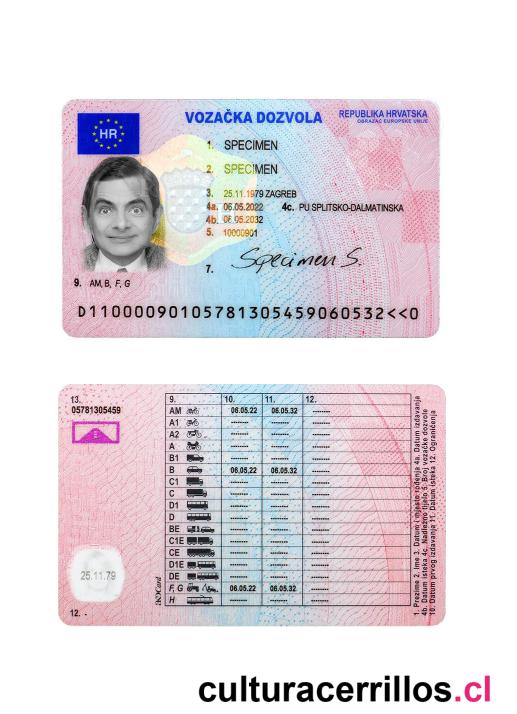 HR
VOZAČKA DOZVOLA
REPUBLIKA HRVATSKA
OBRAZAC EUROPSKE UNIJE
1. SPECIMEN
2. SPECIMEN
3. 25.11.1979 ZAGREB
4a. 06.05.2022 4c. PU SPLITSKO-DALMATINSKA
4b. 06.05.2032
5. 10000901
7. Specimen S.
9. AM, B, F, G
D11000090105781305459060532<<0
13.
05781305459
25.11.79
12. -
9. 10. 11. 12.
AM 06.05.22 06.05.32 -------
A1 ------- ------- -------
A2 ------- ------- -------
A ------- ------- -------
B1 ------- ------- -------
B 06.05.22 06.05.32 -------
C1 ------- ------- -------
C ------- ------- -------
D1 ------- ------- -------
D ------- ------- -------
BE ------- ------- -------
C1E ------- ------- -------
CE ------- ------- -------
D1E ------- ------- -------
DE ------- ------- -------
F, G 06.05.22 06.05.32 -------
H ------- ------- -------
1. Prezime 2. Ime 3. Datum i mjesto rođenja 4a. Datum izdavanja
4b. Datum isteka 4c. Nadležno tijelo 5. Broj vozačke dozvole
10. Datum prvog izdavanja 11. Datum isteka 12. Ograničenja
culturacerrillos.cl